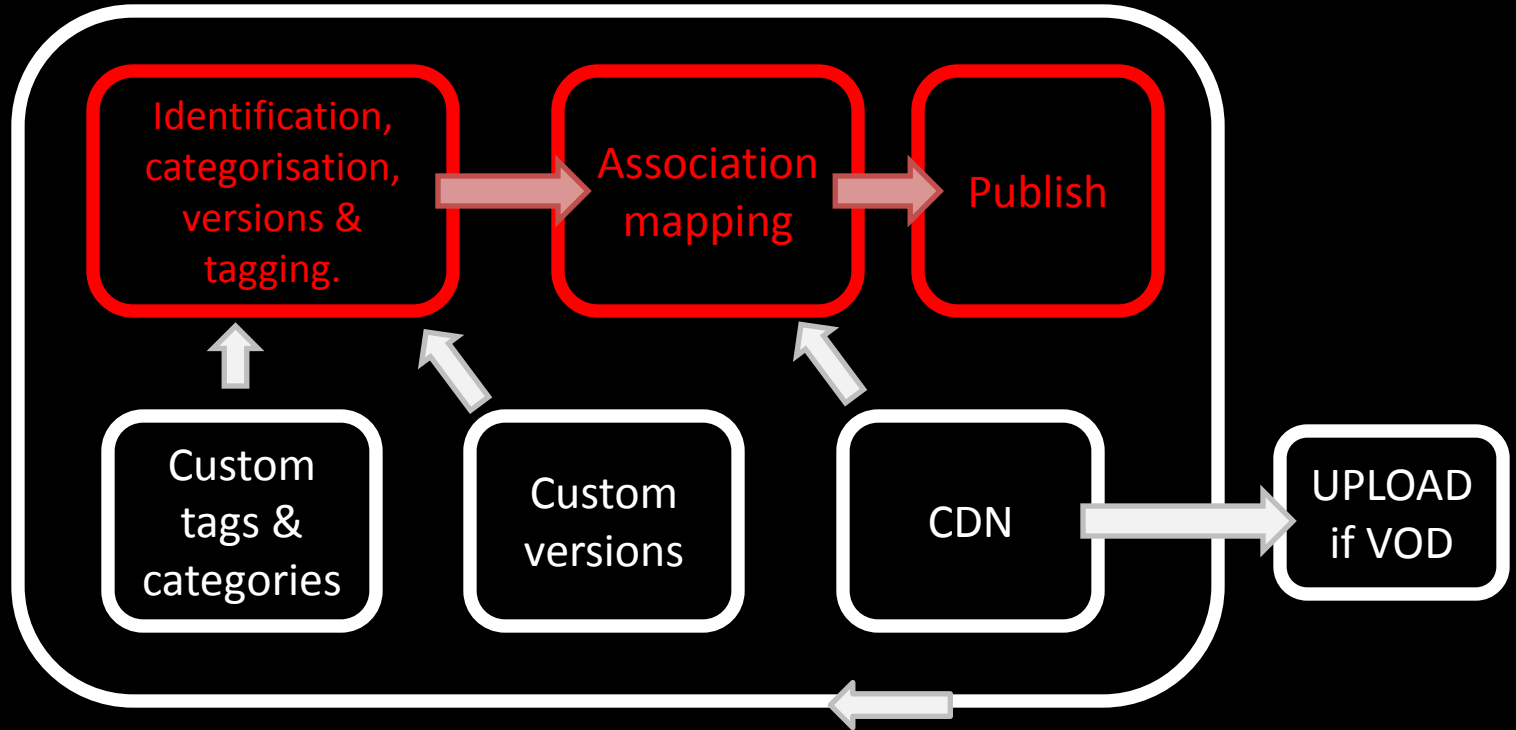 Identification,
categorisation,
versions &
tagging.
Association
mapping
Publish
Custom
tags &
categories
Custom
versions
CDN
UPLOAD
if VOD